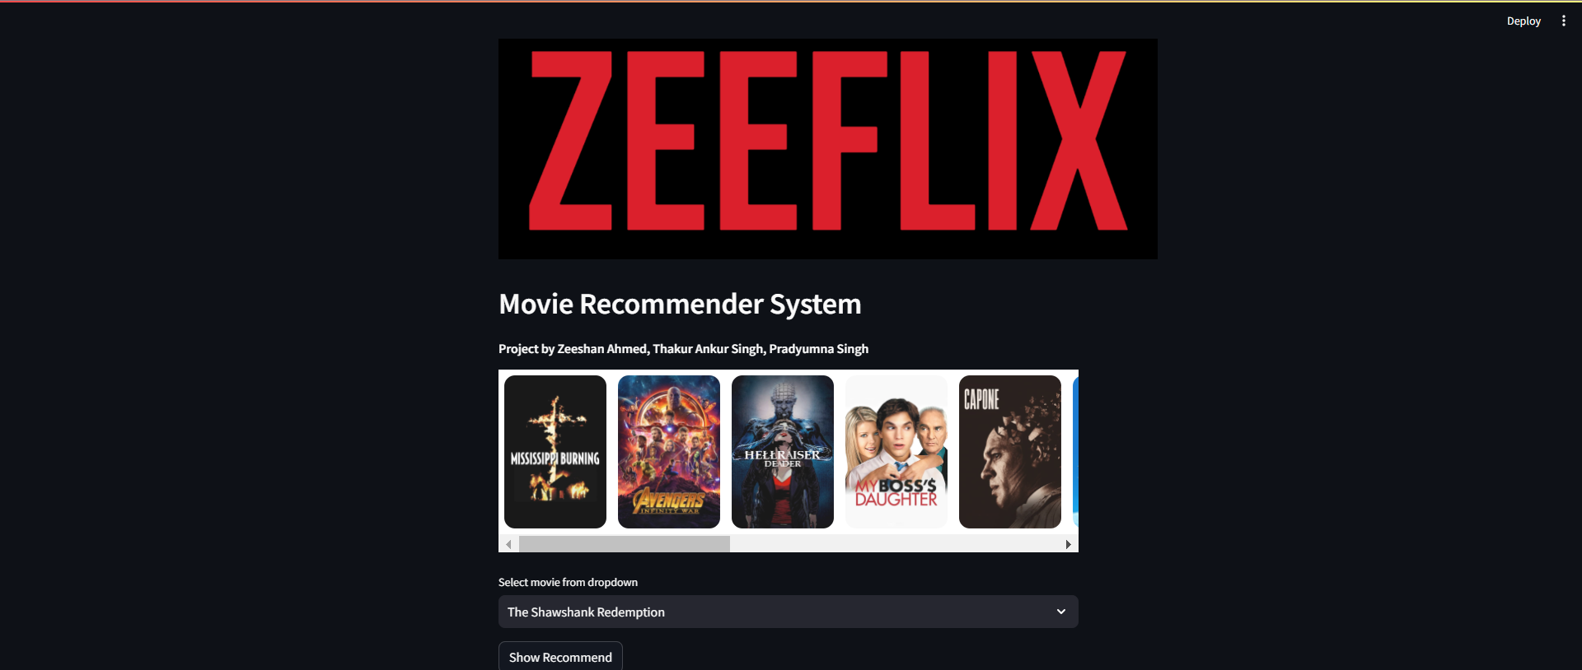 Deploy
ZEEFLIX
Movie Recommender System
Project by Zeeshan Ahmed, Thakur Ankur Singh, Pradyumna Singh
MISSISSIPPI BURNING
AVENGERS
INFINITY WAR
HELLRAISER
DEADER
MY BOSS'S
DAUGHTER
CAPONE
Select movie from dropdown
The Shawshank Redemption
Show Recommend